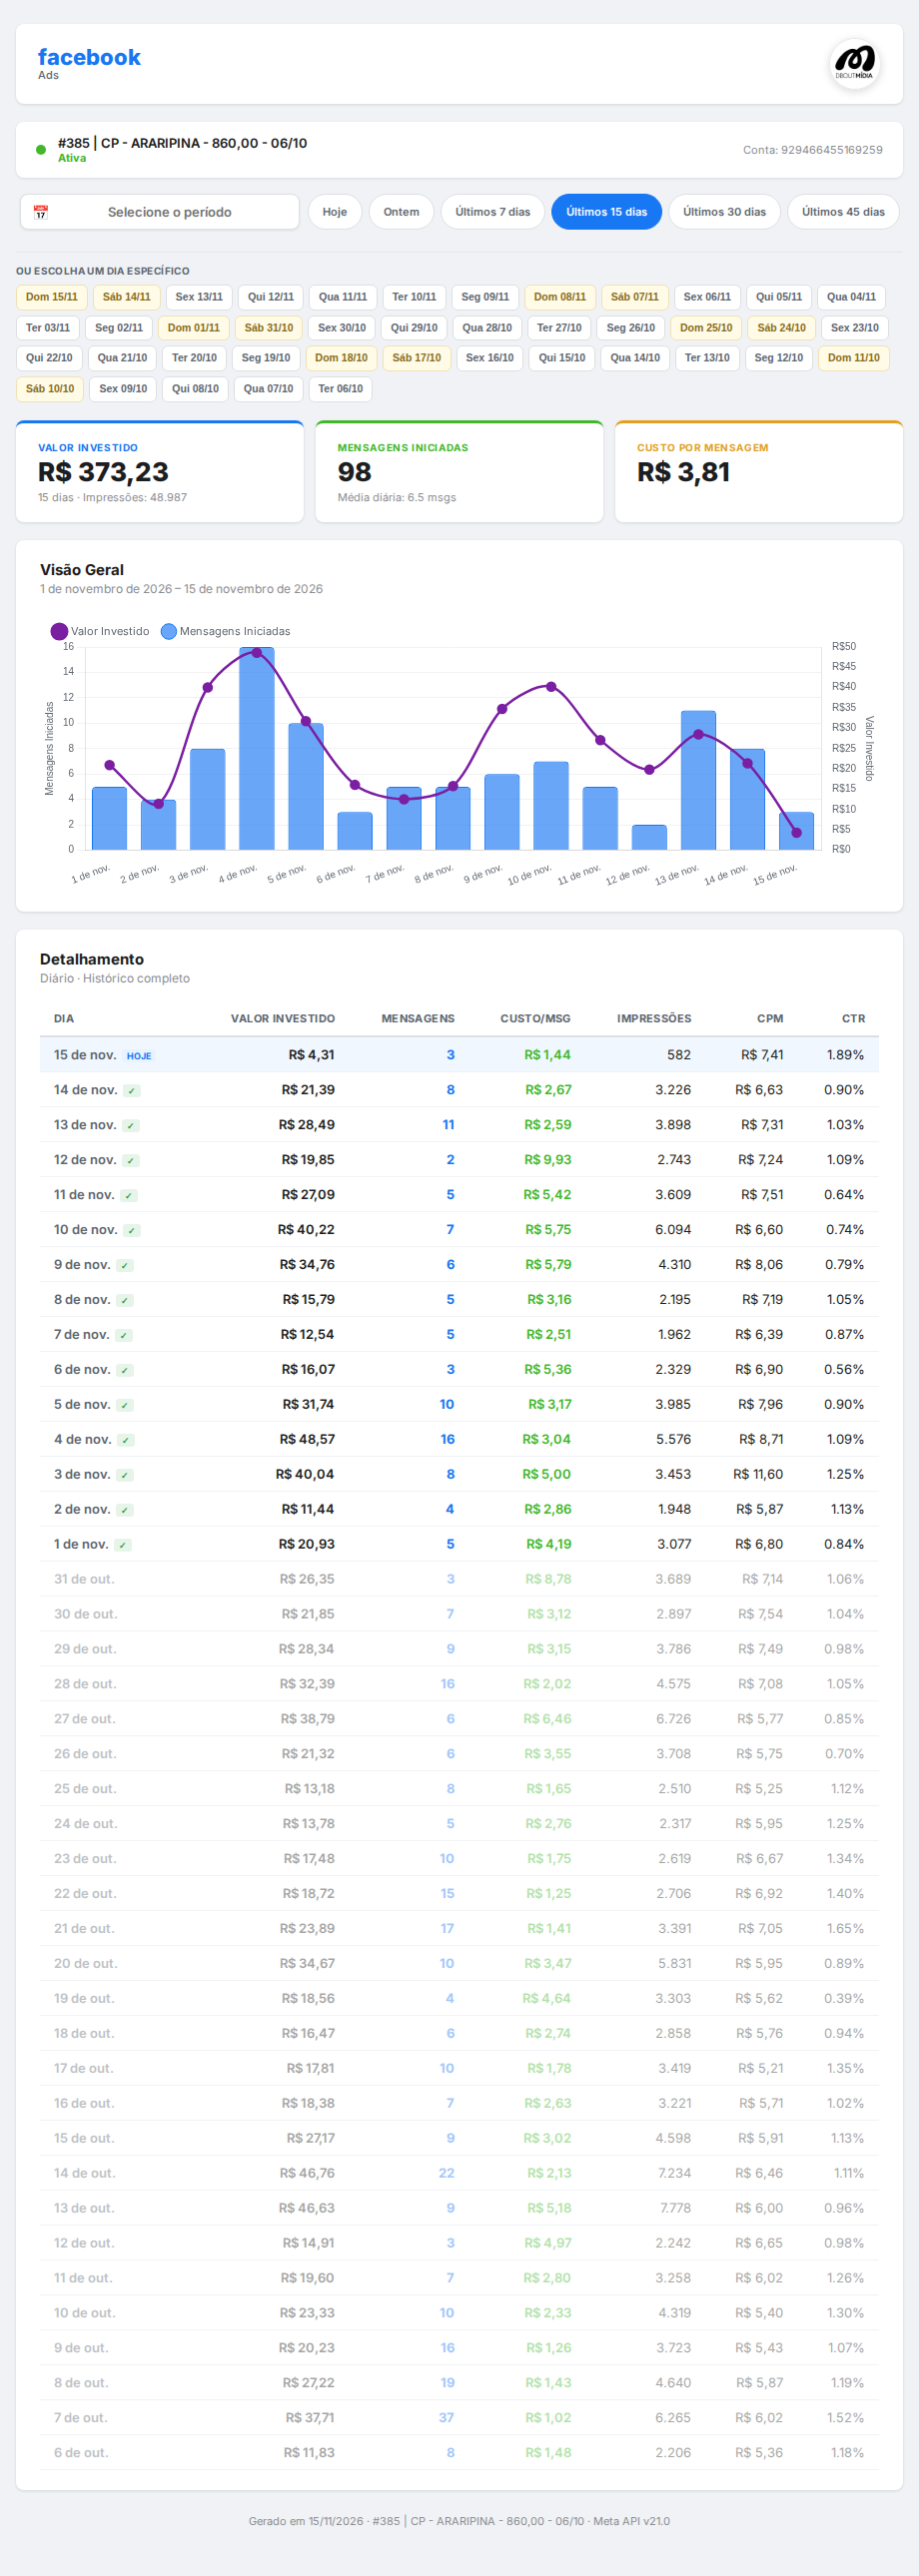 facebook
Ads
DBOUTMÍDIA
#385 | CP - ARARIPINA - 860,00 - 06/10
Ativa
Conta: 929466455169259
Selecione o período Hoje Ontem Últimos 7 dias Últimos 15 dias Últimos 30 dias Últimos 45 dias
OU ESCOLHA UM DIA ESPECÍFICO
Dom 15/11 Sáb 14/11 Sex 13/11 Qui 12/11 Qua 11/11 Ter 10/11 Seg 09/11 Dom 08/11 Sáb 07/11 Sex 06/11 Qui 05/11 Qua 04/11
Ter 03/11 Seg 02/11 Dom 01/11 Sáb 31/10 Sex 30/10 Qui 29/10 Qua 28/10 Ter 27/10 Seg 26/10 Dom 25/10 Sáb 24/10 Sex 23/10
Qui 22/10 Qua 21/10 Ter 20/10 Seg 19/10 Dom 18/10 Sáb 17/10 Sex 16/10 Qui 15/10 Qua 14/10 Ter 13/10 Seg 12/10 Dom 11/10
Sáb 10/10 Sex 09/10 Qui 08/10 Qua 07/10 Ter 06/10
VALOR INVESTIDO
R$ 373,23
15 dias · Impressões: 48.987
MENSAGENS INICIADAS
98
Média diária: 6.5 msgs
CUSTO POR MENSAGEM
R$ 3,81
Visão Geral
1 de novembro de 2026 – 15 de novembro de 2026
Valor Investido Mensagens Iniciadas
Mensagens Iniciadas
16
14
12
10
8
6
4
2
0
R$50
R$45
R$40
R$35
R$30
R$25
R$20
R$15
R$10
R$5
R$0
Valor Investido
1 de nov. 2 de nov. 3 de nov. 4 de nov. 5 de nov. 6 de nov. 7 de nov. 8 de nov. 9 de nov. 10 de nov. 11 de nov. 12 de nov. 13 de nov. 14 de nov. 15 de nov.
Detalhamento
Diário · Histórico completo
DIA VALOR INVESTIDO MENSAGENS CUSTO/MSG IMPRESSÕES CPM CTR
15 de nov. HOJE R$ 4,31 3 R$ 1,44 582 R$ 7,41 1.89%
14 de nov. ✓ R$ 21,39 8 R$ 2,67 3.226 R$ 6,63 0.90%
13 de nov. ✓ R$ 28,49 11 R$ 2,59 3.898 R$ 7,31 1.03%
12 de nov. ✓ R$ 19,85 2 R$ 9,93 2.743 R$ 7,24 1.09%
11 de nov. ✓ R$ 27,09 5 R$ 5,42 3.609 R$ 7,51 0.64%
10 de nov. ✓ R$ 40,22 7 R$ 5,75 6.094 R$ 6,60 0.74%
9 de nov. ✓ R$ 34,76 6 R$ 5,79 4.310 R$ 8,06 0.79%
8 de nov. ✓ R$ 15,79 5 R$ 3,16 2.195 R$ 7,19 1.05%
7 de nov. ✓ R$ 12,54 5 R$ 2,51 1.962 R$ 6,39 0.87%
6 de nov. ✓ R$ 16,07 3 R$ 5,36 2.329 R$ 6,90 0.56%
5 de nov. ✓ R$ 31,74 10 R$ 3,17 3.985 R$ 7,96 0.90%
4 de nov. ✓ R$ 48,57 16 R$ 3,04 5.576 R$ 8,71 1.09%
3 de nov. ✓ R$ 40,04 8 R$ 5,00 3.453 R$ 11,60 1.25%
2 de nov. ✓ R$ 11,44 4 R$ 2,86 1.948 R$ 5,87 1.13%
1 de nov. ✓ R$ 20,93 5 R$ 4,19 3.077 R$ 6,80 0.84%
31 de out. R$ 26,35 3 R$ 8,78 3.689 R$ 7,14 1.06%
30 de out. R$ 21,85 7 R$ 3,12 2.897 R$ 7,54 1.04%
29 de out. R$ 28,34 9 R$ 3,15 3.786 R$ 7,49 0.98%
28 de out. R$ 32,39 16 R$ 2,02 4.575 R$ 7,08 1.05%
27 de out. R$ 38,79 6 R$ 6,46 6.726 R$ 5,77 0.85%
26 de out. R$ 21,32 6 R$ 3,55 3.708 R$ 5,75 0.70%
25 de out. R$ 13,18 8 R$ 1,65 2.510 R$ 5,25 1.12%
24 de out. R$ 13,78 5 R$ 2,76 2.317 R$ 5,95 1.25%
23 de out. R$ 17,48 10 R$ 1,75 2.619 R$ 6,67 1.34%
22 de out. R$ 18,72 15 R$ 1,25 2.706 R$ 6,92 1.40%
21 de out. R$ 23,89 17 R$ 1,41 3.391 R$ 7,05 1.65%
20 de out. R$ 34,67 10 R$ 3,47 5.831 R$ 5,95 0.89%
19 de out. R$ 18,56 4 R$ 4,64 3.303 R$ 5,62 0.39%
18 de out. R$ 16,47 6 R$ 2,74 2.858 R$ 5,76 0.94%
17 de out. R$ 17,81 10 R$ 1,78 3.419 R$ 5,21 1.35%
16 de out. R$ 18,38 7 R$ 2,63 3.221 R$ 5,71 1.02%
15 de out. R$ 27,17 9 R$ 3,02 4.598 R$ 5,91 1.13%
14 de out. R$ 46,76 22 R$ 2,13 7.234 R$ 6,46 1.11%
13 de out. R$ 46,63 9 R$ 5,18 7.778 R$ 6,00 0.96%
12 de out. R$ 14,91 3 R$ 4,97 2.242 R$ 6,65 0.98%
11 de out. R$ 19,60 7 R$ 2,80 3.258 R$ 6,02 1.26%
10 de out. R$ 23,33 10 R$ 2,33 4.319 R$ 5,40 1.30%
9 de out. R$ 20,23 16 R$ 1,26 3.723 R$ 5,43 1.07%
8 de out. R$ 27,22 19 R$ 1,43 4.640 R$ 5,87 1.19%
7 de out. R$ 37,71 37 R$ 1,02 6.265 R$ 6,02 1.52%
6 de out. R$ 11,83 8 R$ 1,48 2.206 R$ 5,36 1.18%
Gerado em 15/11/2026 · #385 | CP - ARARIPINA - 860,00 - 06/10 · Meta API v21.0